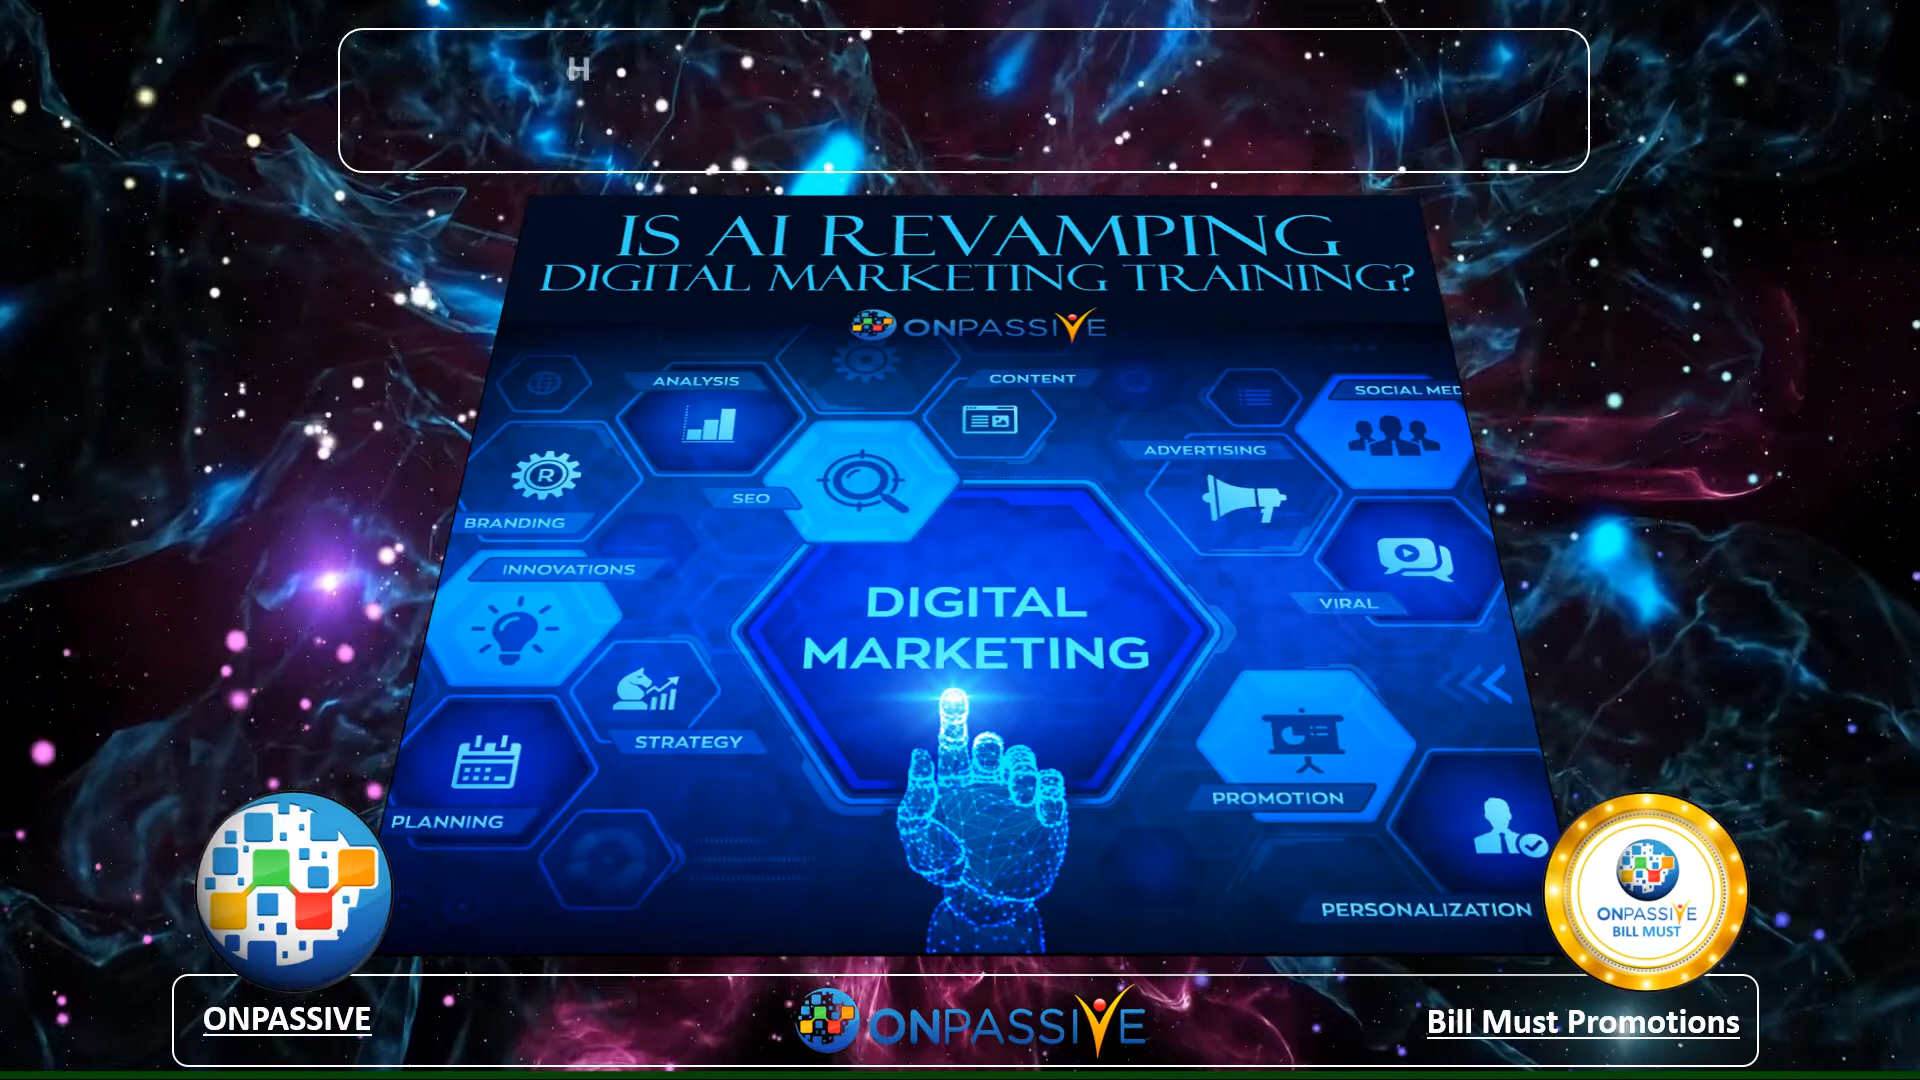 H
IS AI REVAMPING
DIGITAL MARKETING TRAINING?
ONPASSIVE
ANALYSIS
CONTENT
SOCIAL MED
ADVERTISING
R
SEO
BRANDING
INNOVATIONS
DIGITAL
MARKETING
VIRAL
STRATEGY
PROMOTION
PLANNING
PERSONALIZATION
ONPASSIVE
BILL MUST
ONPASSIVE
ONPASSIVE
Bill Must Promotions